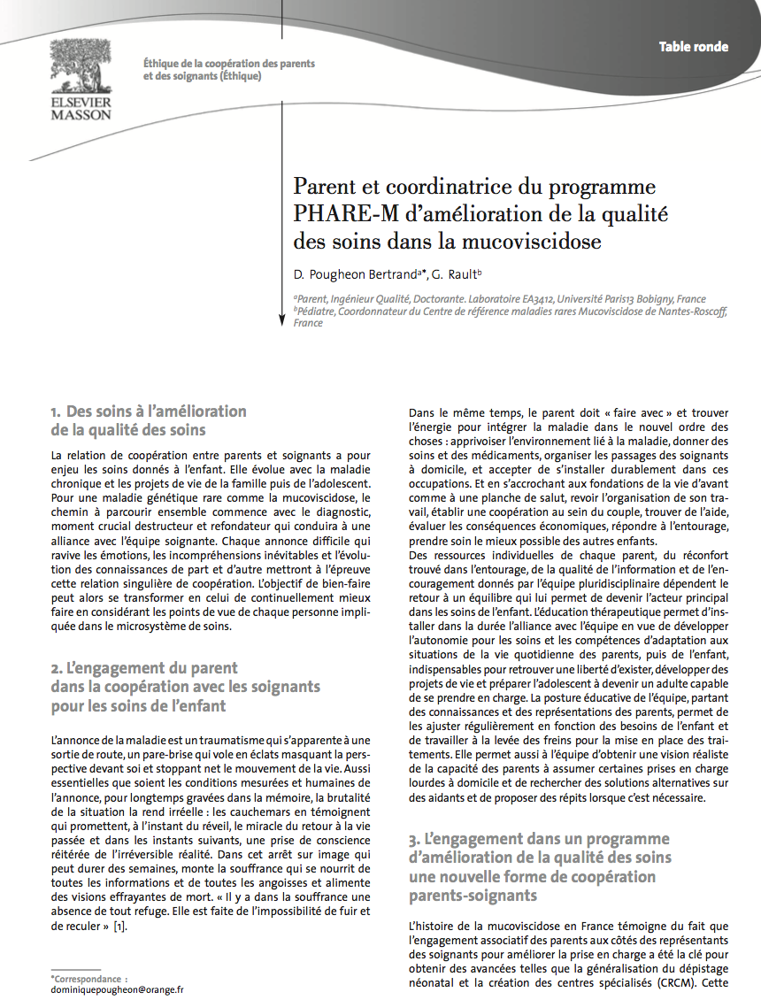 Table ronde
Éthique de la coopération des parents
et des soignants (Éthique)
ELSEVIER
MASSON
Parent et coordinatrice du programme
PHARE-M d’amélioration de la qualité
des soins dans la mucoviscidose
D. Pougheon Bertrandᵃ*, G. Raultᵇ
ᵃParent, Ingénieur Qualité, Doctorante. Laboratoire EA3412, Université Paris13 Bobigny, France
ᵇPédiatre, Coordonnateur du Centre de référence maladies rares Mucoviscidose de Nantes-Roscoff,
France
1. Des soins à l’amélioration
de la qualité des soins
La relation de coopération entre parents et soignants a pour
enjeu les soins donnés à l’enfant. Elle évolue avec la maladie
chronique et les projets de vie de la famille puis de l’adolescent.
Pour une maladie génétique rare comme la mucoviscidose, le
chemin à parcourir ensemble commence avec le diagnostic,
moment crucial destructeur et refondateur qui conduira à une
alliance avec l’équipe soignante. Chaque annonce difficile qui
ravive les émotions, les incompréhensions inévitables et l’évolu-
tion des connaissances de part et d’autre mettront à l’épreuve
cette relation singulière de coopération. L’objectif de bien-faire
peut alors se transformer en celui de continuellement mieux
faire en considérant les points de vue de chaque personne impli-
quée dans le microsystème de soins.
2. L’engagement du parent
dans la coopération avec les soignants
pour les soins de l’enfant
L’annonce de la maladie est un traumatisme qui s’apparente à une
sortie de route, un pare-brise qui vole en éclats masquant la pers-
pective devant soi et stoppant net le mouvement de la vie. Aussi
essentielles que soient les conditions mesurées et humaines de
l’annonce, pour longtemps gravées dans la mémoire, la brutalité
de la situation la rend irréelle : les cauchemars en témoignent
qui promettent, à l’instant du réveil, le miracle du retour à la vie
passée et dans les instants suivants, une prise de conscience
réitérée de l’irréversible réalité. Dans cet arrêt sur image qui
peut durer des semaines, monte la souffrance qui se nourrit de
toutes les informations et de toutes les angoisses et alimente
des visions effrayantes de mort. « Il y a dans la souffrance une
absence de tout refuge. Elle est faite de l’impossibilité de fuir et
de reculer » [1].
*Correspondance :
dominiquepougheon@orange.fr
Dans le même temps, le parent doit « faire avec » et trouver
l’énergie pour intégrer la maladie dans le nouvel ordre des
choses : apprivoiser l’environnement lié à la maladie, donner des
soins et des médicaments, organiser les passages des soignants
à domicile, et accepter de s’installer durablement dans ces
occupations. Et en s’accrochant aux fondations de la vie d’avant
comme à une planche de salut, revoir l’organisation de son tra-
vail, établir une coopération au sein du couple, trouver de l’aide,
évaluer les conséquences économiques, répondre à l’entourage,
prendre soin le mieux possible des autres enfants.
Des ressources individuelles de chaque parent, du réconfort
trouvé dans l’entourage, de la qualité de l’information et de l’en-
couragement donnés par l’équipe pluridisciplinaire dépendent le
retour à un équilibre qui lui permet de devenir l’acteur principal
dans les soins de l’enfant. L’éducation thérapeutique permet d’ins-
taller dans la durée l’alliance avec l’équipe en vue de développer
l’autonomie pour les soins et les compétences d’adaptation aux
situations de la vie quotidienne des parents, puis de l’enfant,
indispensables pour retrouver une liberté d’exister, développer des
projets de vie et préparer l’adolescent à devenir un adulte capable
de se prendre en charge. La posture éducative de l’équipe, partant
des connaissances et des représentations des parents, permet de
les ajuster régulièrement en fonction des besoins de l’enfant et
de travailler à la levée des freins pour la mise en place des trai-
tements. Elle permet aussi à l’équipe d’obtenir une vision réaliste
de la capacité des parents à assumer certaines prises en charge
lourdes à domicile et de rechercher des solutions alternatives sur
des aidants et de proposer des répits lorsque c’est nécessaire.
3. L’engagement dans un programme
d’amélioration de la qualité des soins
une nouvelle forme de coopération
parents-soignants
L’histoire de la mucoviscidose en France témoigne du fait que
l’engagement associatif des parents aux côtés des représentants
des soignants pour améliorer la prise en charge a été la clé pour
obtenir des avancées telles que la généralisation du dépistage
néonatal et la création des centres spécialisés (CRCM). Cette